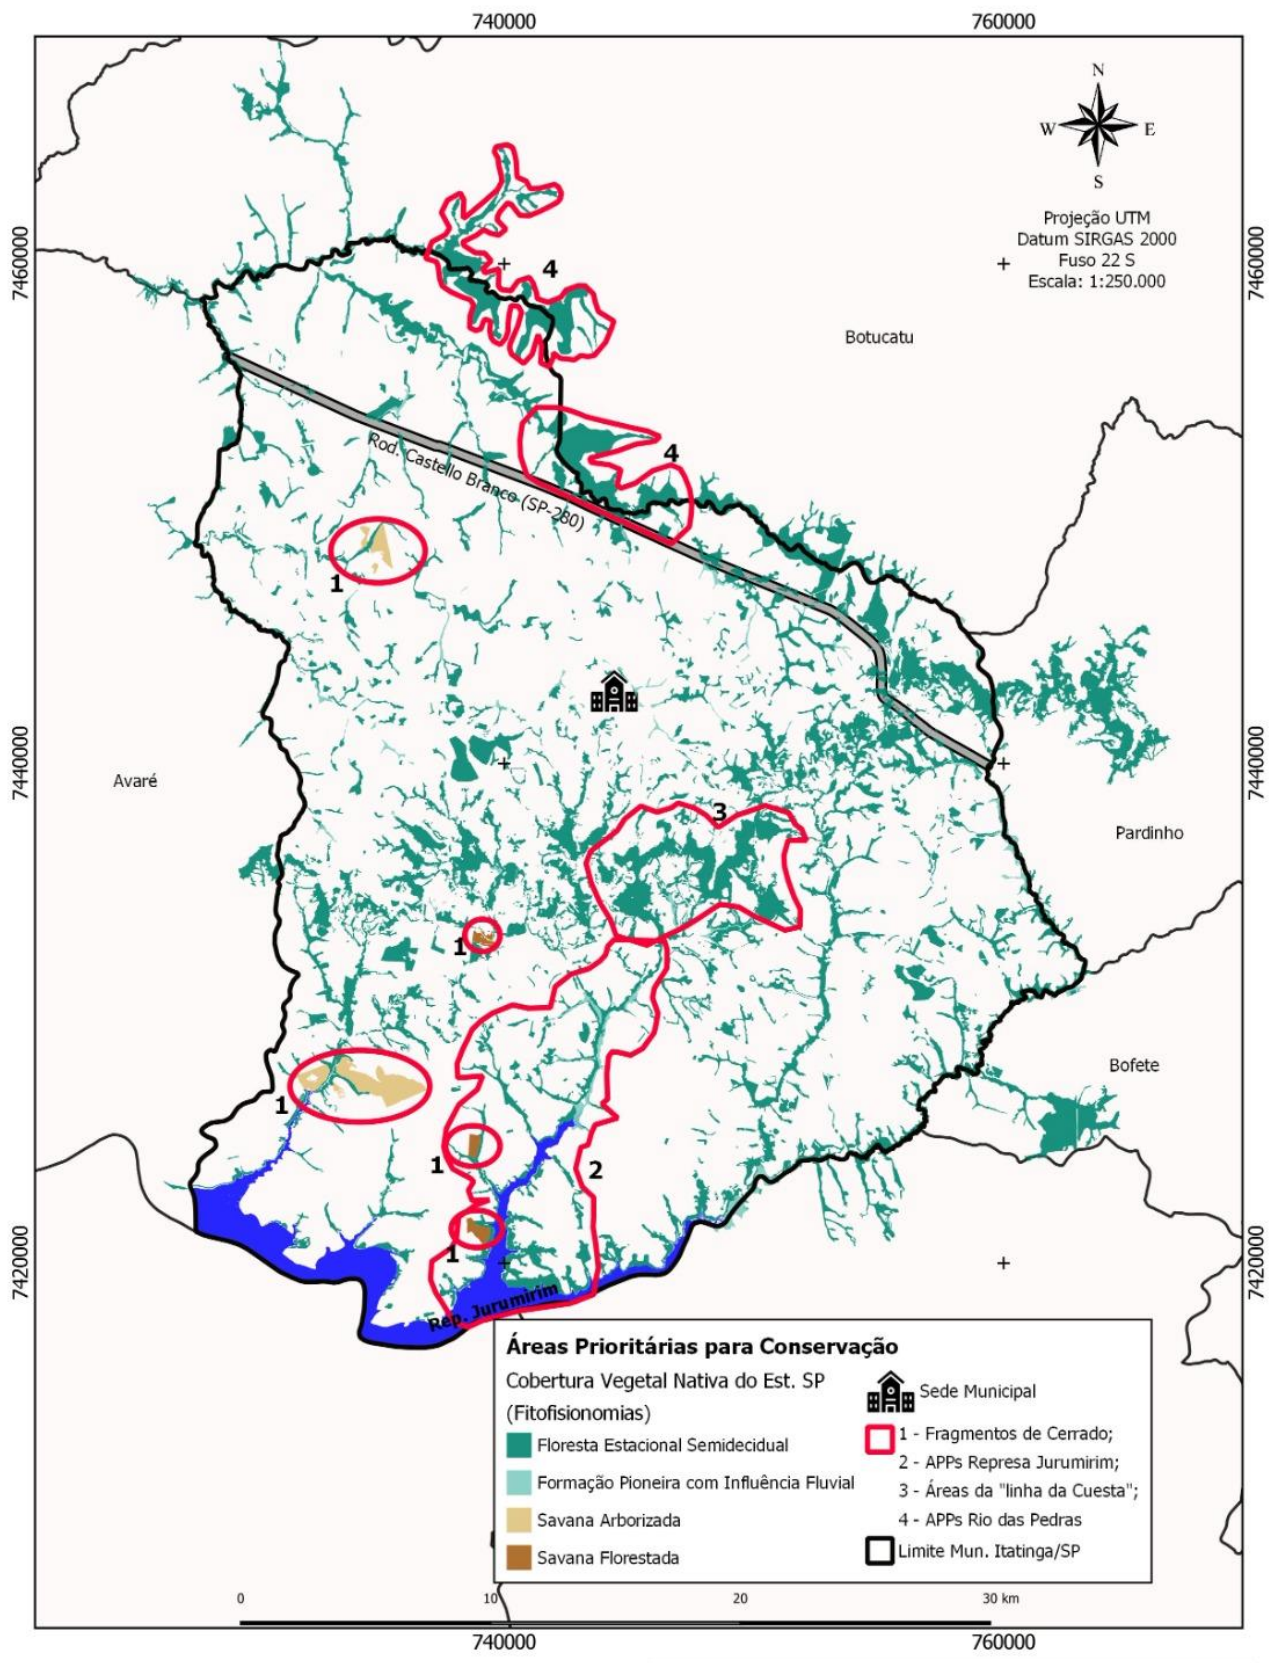 740000
760000
N
W
E
S
Projeção UTM
Datum SIRGAS 2000
Fuso 22 S
Escala: 1:250.000
7460000
7460000
4
Botucatu
4
Rod. Castello Branco (SP-280)
1
7440000
7440000
Avaré
3
Pardinho
1
Bofete
1
1
2
1
7420000
7420000
Rep. Jurumirim
Áreas Prioritárias para Conservação
Cobertura Vegetal Nativa do Est. SP
(Fitofisionomias)
Floresta Estacional Semidecidual
Formação Pioneira com Influência Fluvial
Savana Arborizada
Savana Florestada
Sede Municipal
1 - Fragmentos de Cerrado;
2 - APPs Represa Jurumirim;
3 - Áreas da "linha da Cuesta";
4 - APPs Rio das Pedras
Limite Mun. Itatinga/SP
0
10
20
30 km
740000
760000